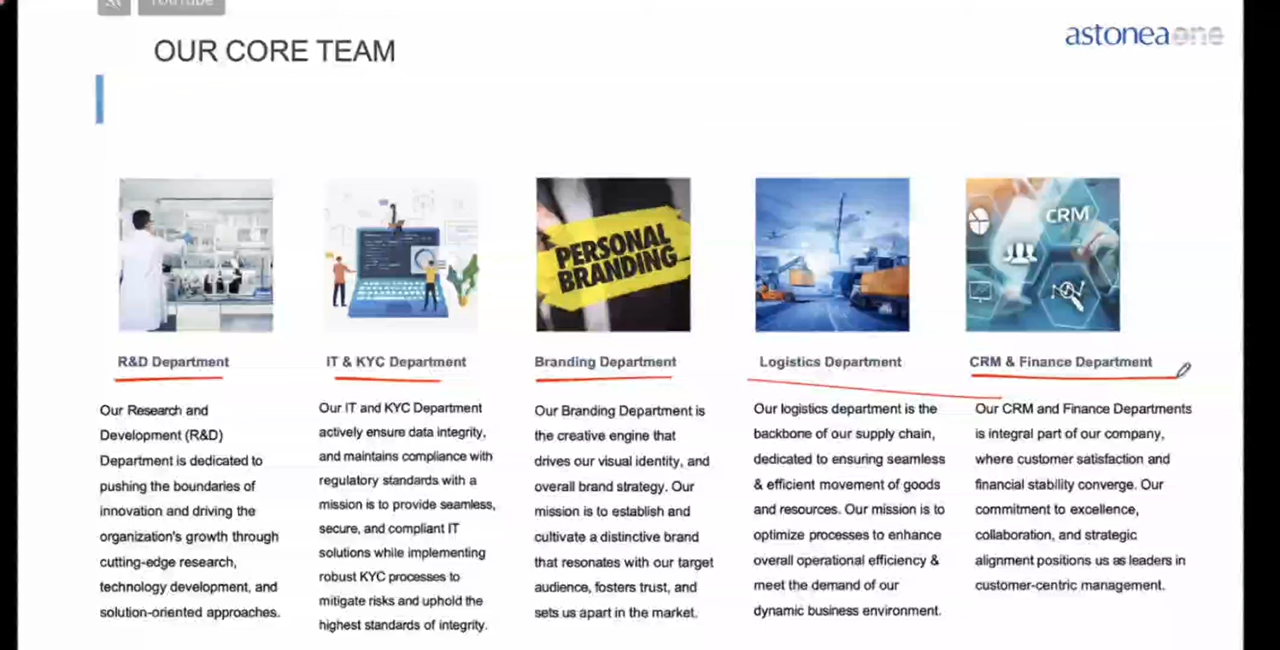 YouTube
astoneaone
OUR CORE TEAM
PERSONAL
BRANDING
CRM
R&D Department
Our Research and
Development (R&D)
Department is dedicated to
pushing the boundaries of
innovation and driving the
organization's growth through
cutting-edge research,
technology development, and
solution-oriented approaches.
IT & KYC Department
Our IT and KYC Department
actively ensure data integrity,
and maintains compliance with
regulatory standards with a
mission is to provide seamless,
secure, and compliant IT
solutions while implementing
robust KYC processes to
mitigate risks and uphold the
highest standards of integrity.
Branding Department
Our Branding Department is
the creative engine that
drives our visual identity, and
overall brand strategy. Our
mission is to establish and
cultivate a distinctive brand
that resonates with our target
audience, fosters trust, and
sets us apart in the market.
Logistics Department
Our logistics department is the
backbone of our supply chain,
dedicated to ensuring seamless
& efficient movement of goods
and resources. Our mission is to
optimize processes to enhance
overall operational efficiency &
meet the demand of our
dynamic business environment.
CRM & Finance Department
Our CRM and Finance Departments
is integral part of our company,
where customer satisfaction and
financial stability converge. Our
commitment to excellence,
collaboration, and strategic
alignment positions us as leaders in
customer-centric management.